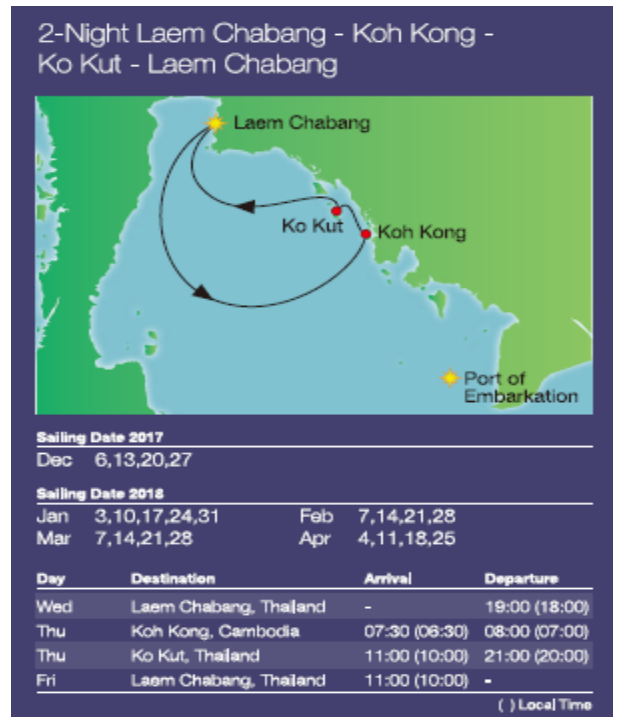 2-Night Laem Chabang - Koh Kong -
Ko Kut - Laem Chabang
Laem Chabang
Ko Kut
Koh Kong
Port of
Embarkation
Sailing Date 2017
Dec 6,13,20,27
Sailing Date 2018
Jan 3,10,17,24,31 Feb 7,14,21,28
Mar 7,14,21,28 Apr 4,11,18,25
Day Destination Arrival Departure
Wed Laem Chabang, Thailand - 19:00 (18:00)
Thu Koh Kong, Cambodia 07:30 (06:30) 08:00 (07:00)
Thu Ko Kut, Thailand 11:00 (10:00) 21:00 (20:00)
Fri Laem Chabang, Thailand 11:00 (10:00) -
( ) Local Time